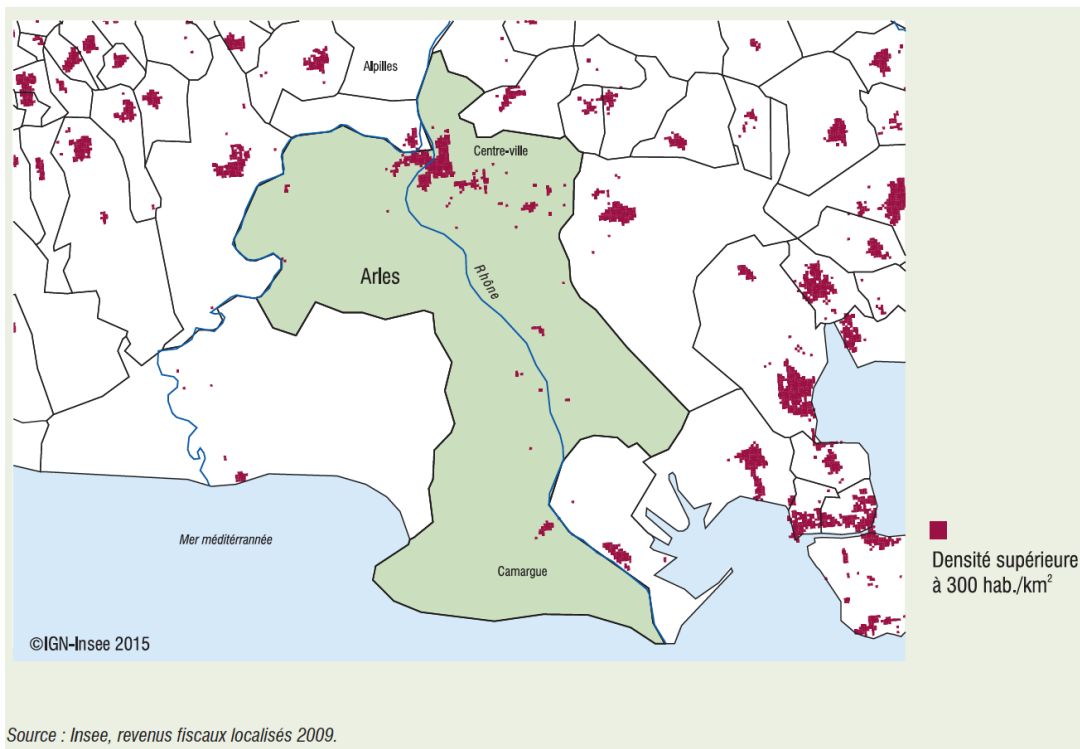 Alpilles
Centre-ville
Arles
Rhône
Mer méditérrannée
Camargue
©IGN-Insee 2015
Densité supérieure
à 300 hab./km²
Source : Insee, revenus fiscaux localisés 2009.